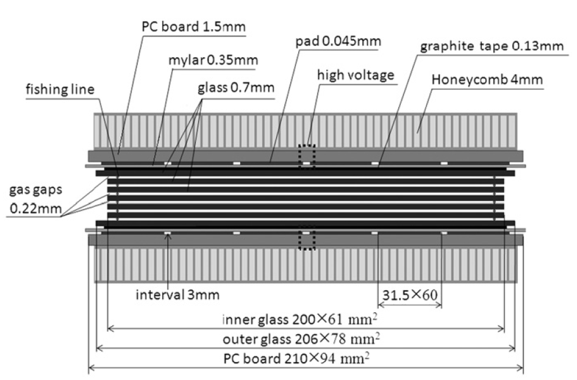 PC board 1.5mm
pad 0.045mm
graphite tape 0.13mm
mylar 0.35mm
high voltage
Honeycomb 4mm
fishing line
glass 0.7mm
gas gaps
0.22mm
interval 3mm
31.5×60
inner glass 200×61 mm²
outer glass 206×78 mm²
PC board 210×94 mm²